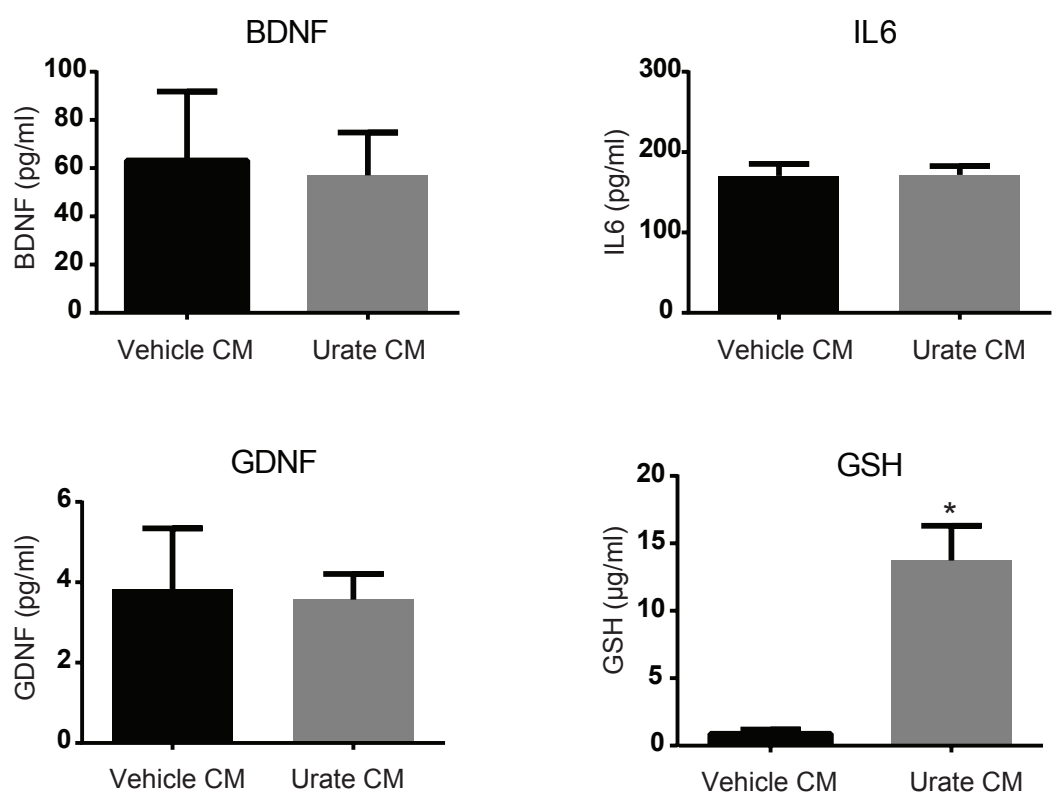 BDNF
BDNF (pg/ml)
100
80
60
40
20
0
Vehicle CM
Urate CM
IL6
IL6 (pg/ml)
300
200
100
0
Vehicle CM
Urate CM
GDNF
GDNF (pg/ml)
6
4
2
0
Vehicle CM
Urate CM
GSH
GSH (µg/ml)
20
15
10
5
0
*
Vehicle CM
Urate CM